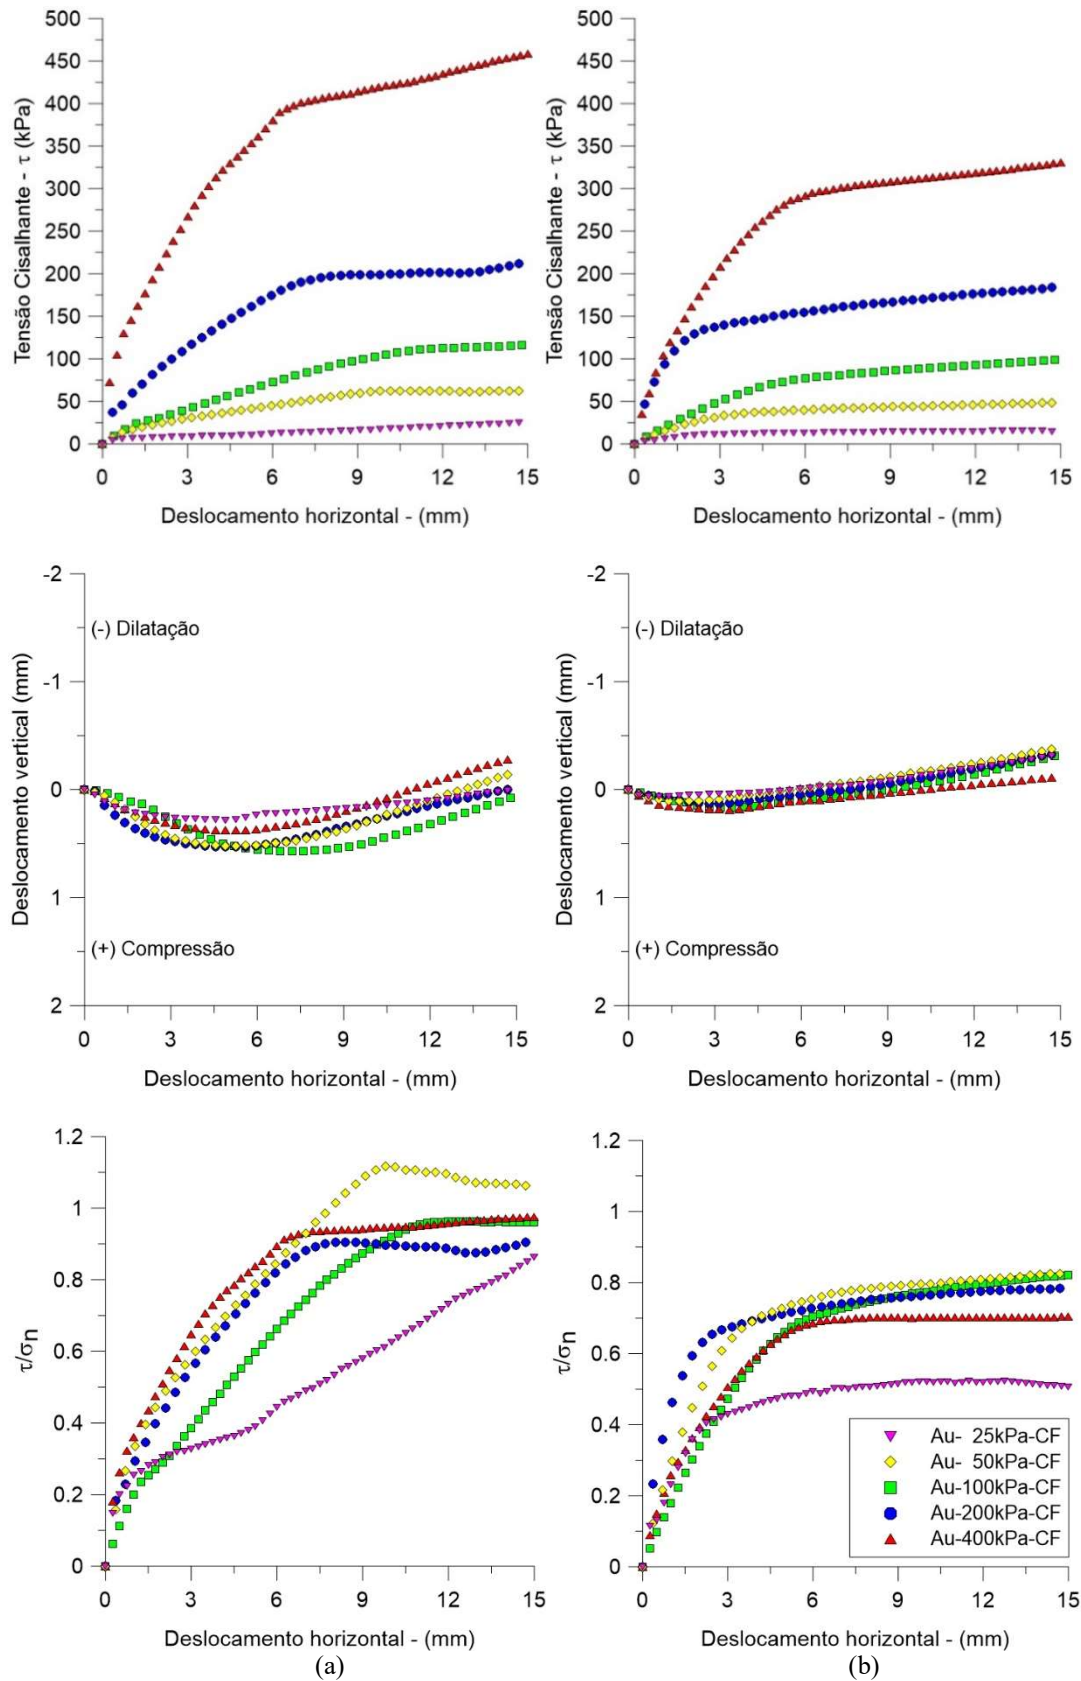 500
450
400
350
300
250
200
150
100
50
0
Tensão Cisalhante - τ (kPa)
0 3 6 9 12 15
Deslocamento horizontal - (mm)
500
450
400
350
300
250
200
150
100
50
0
Tensão Cisalhante - τ (kPa)
0 3 6 9 12 15
Deslocamento horizontal - (mm)
-2
-1
0
1
2
Deslocamento vertical (mm)
(-) Dilatação
(+) Compressão
0 3 6 9 12 15
Deslocamento horizontal - (mm)
-2
-1
0
1
2
Deslocamento vertical (mm)
(-) Dilatação
(+) Compressão
0 3 6 9 12 15
Deslocamento horizontal - (mm)
1.2
1
0.8
0.6
0.4
0.2
0
τ/σn
0 3 6 9 12 15
Deslocamento horizontal - (mm)
(a)
1.2
1
0.8
0.6
0.4
0.2
0
τ/σn
Au- 25kPa-CF
Au- 50kPa-CF
Au-100kPa-CF
Au-200kPa-CF
Au-400kPa-CF
0 3 6 9 12 15
Deslocamento horizontal - (mm)
(b)